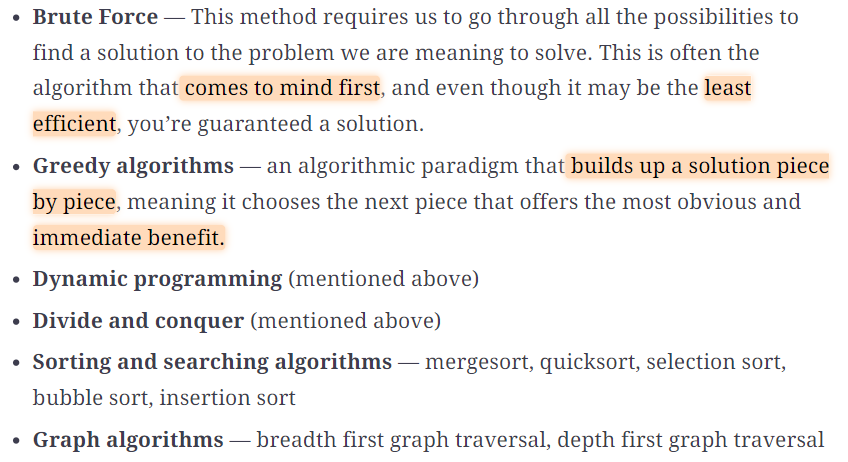 • Brute Force — This method requires us to go through all the possibilities to
find a solution to the problem we are meaning to solve. This is often the
algorithm that comes to mind first, and even though it may be the least
efficient, you’re guaranteed a solution.
• Greedy algorithms — an algorithmic paradigm that builds up a solution piece
by piece, meaning it chooses the next piece that offers the most obvious and
immediate benefit.
• Dynamic programming (mentioned above)
• Divide and conquer (mentioned above)
• Sorting and searching algorithms — mergesort, quicksort, selection sort,
bubble sort, insertion sort
• Graph algorithms — breadth first graph traversal, depth first graph traversal